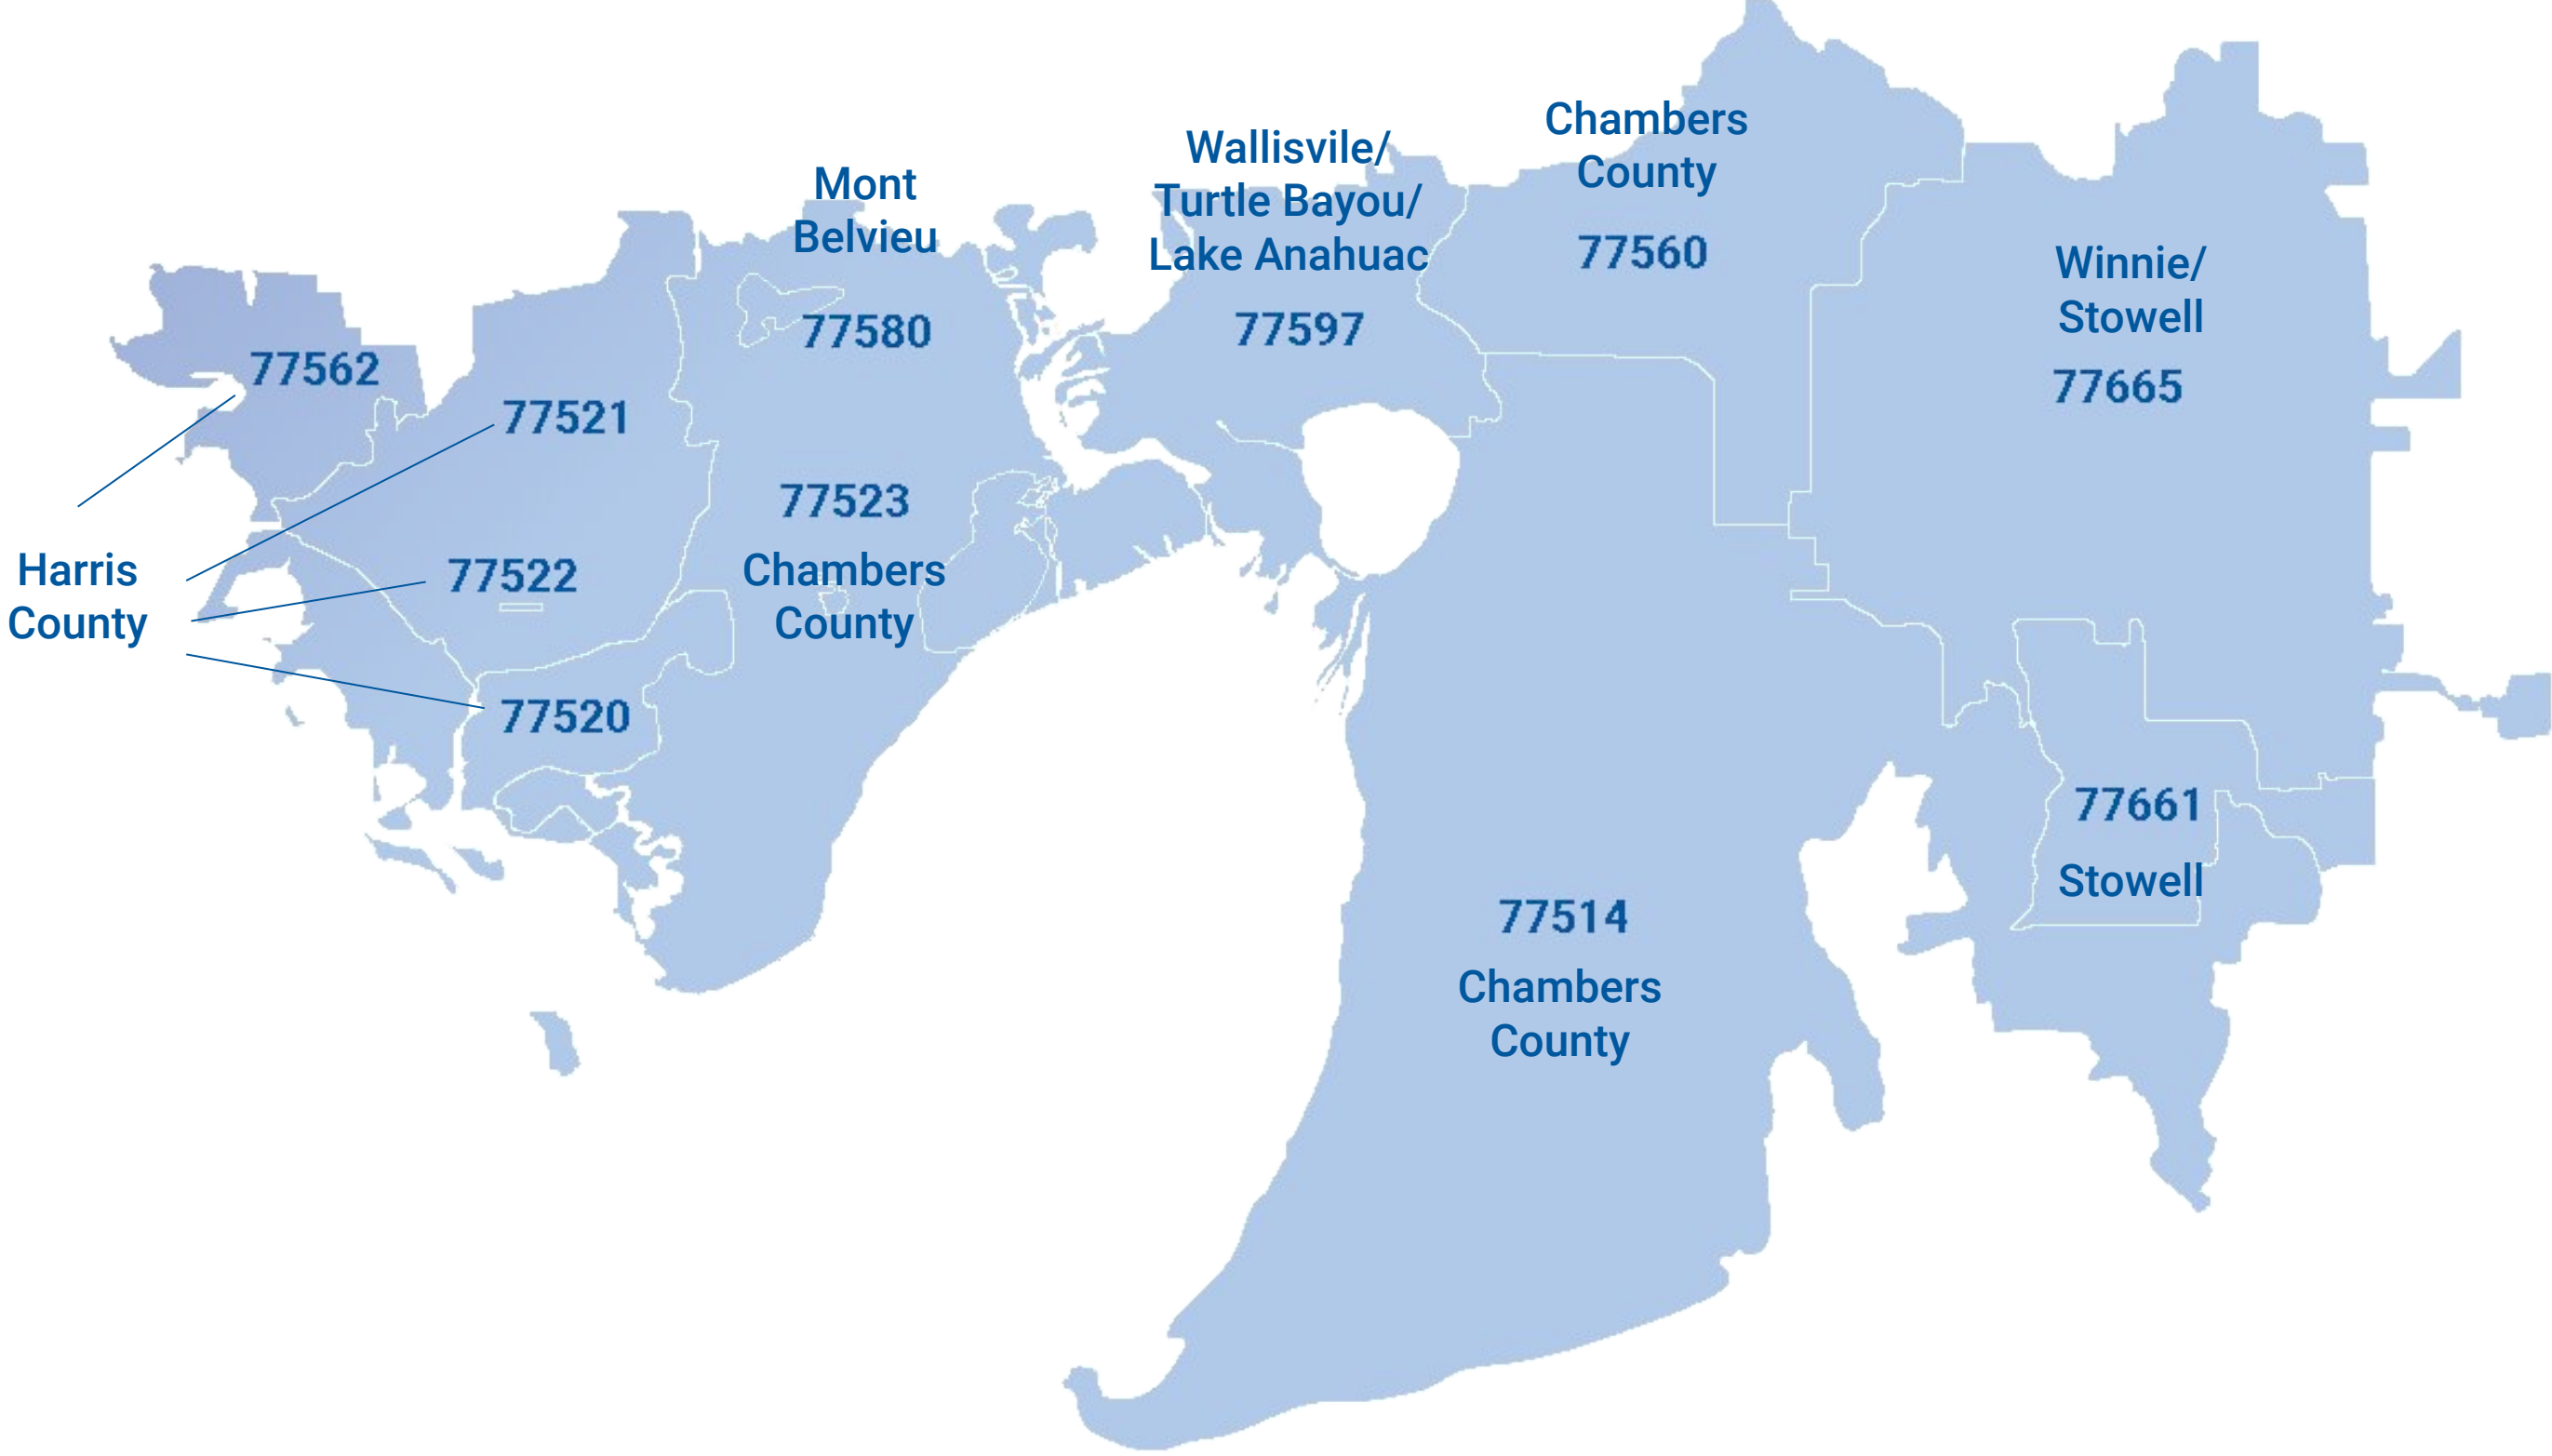 Chambers
County
77560
Wallisvile/
Turtle Bayou/
Lake Anahuac
77597
Mont
Belvieu
77580
Winnie/
Stowell
77665
77562
77521
77523
Chambers
County
77522
Harris
County
77520
77661
Stowell
77514
Chambers
County